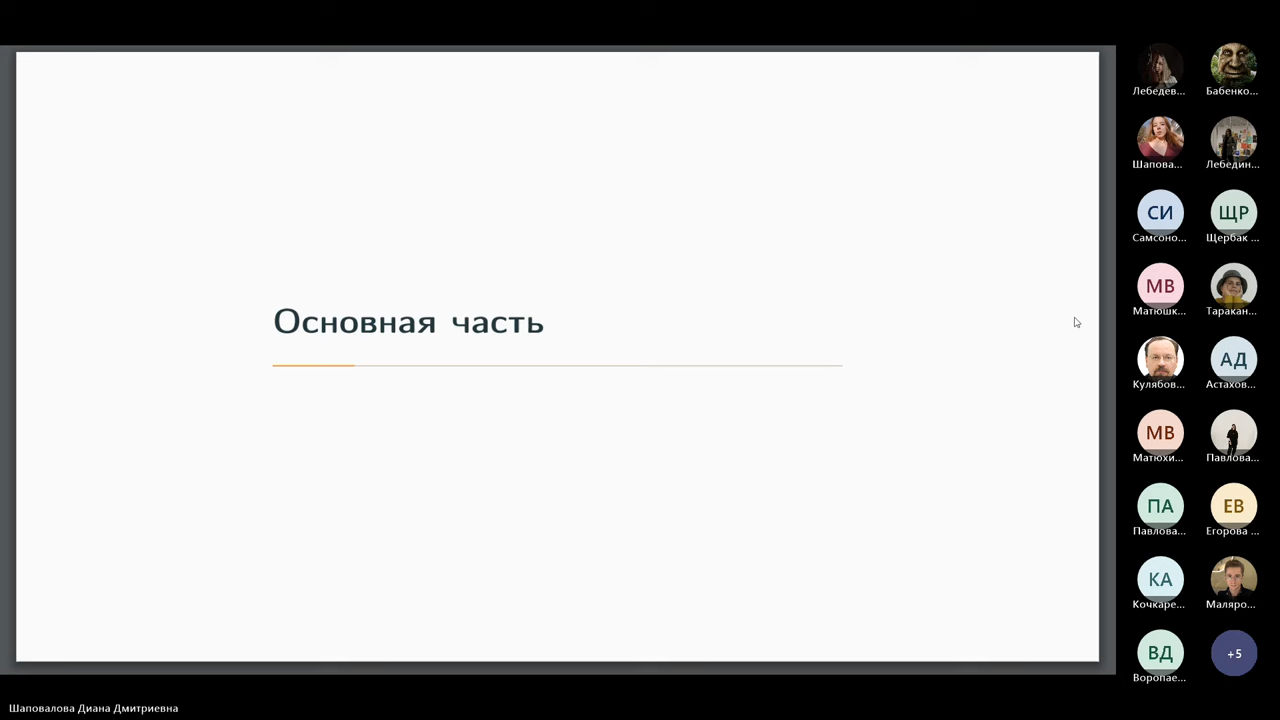 Основная часть
Лебедев...
Бабенко...
Шапова...
Лебедин...
СИ
ЩР
Самсоно...
Щербак ...
МВ
Матюшк...
Таракан...
АД
Кулябов...
Астахов...
МВ
Матюхи...
Павлова...
ПА
ЕВ
Павлова...
Егорова ...
КА
Кочкаре...
Маляро...
ВД
+5
Воропае...
Шаповалова Диана Дмитриевна